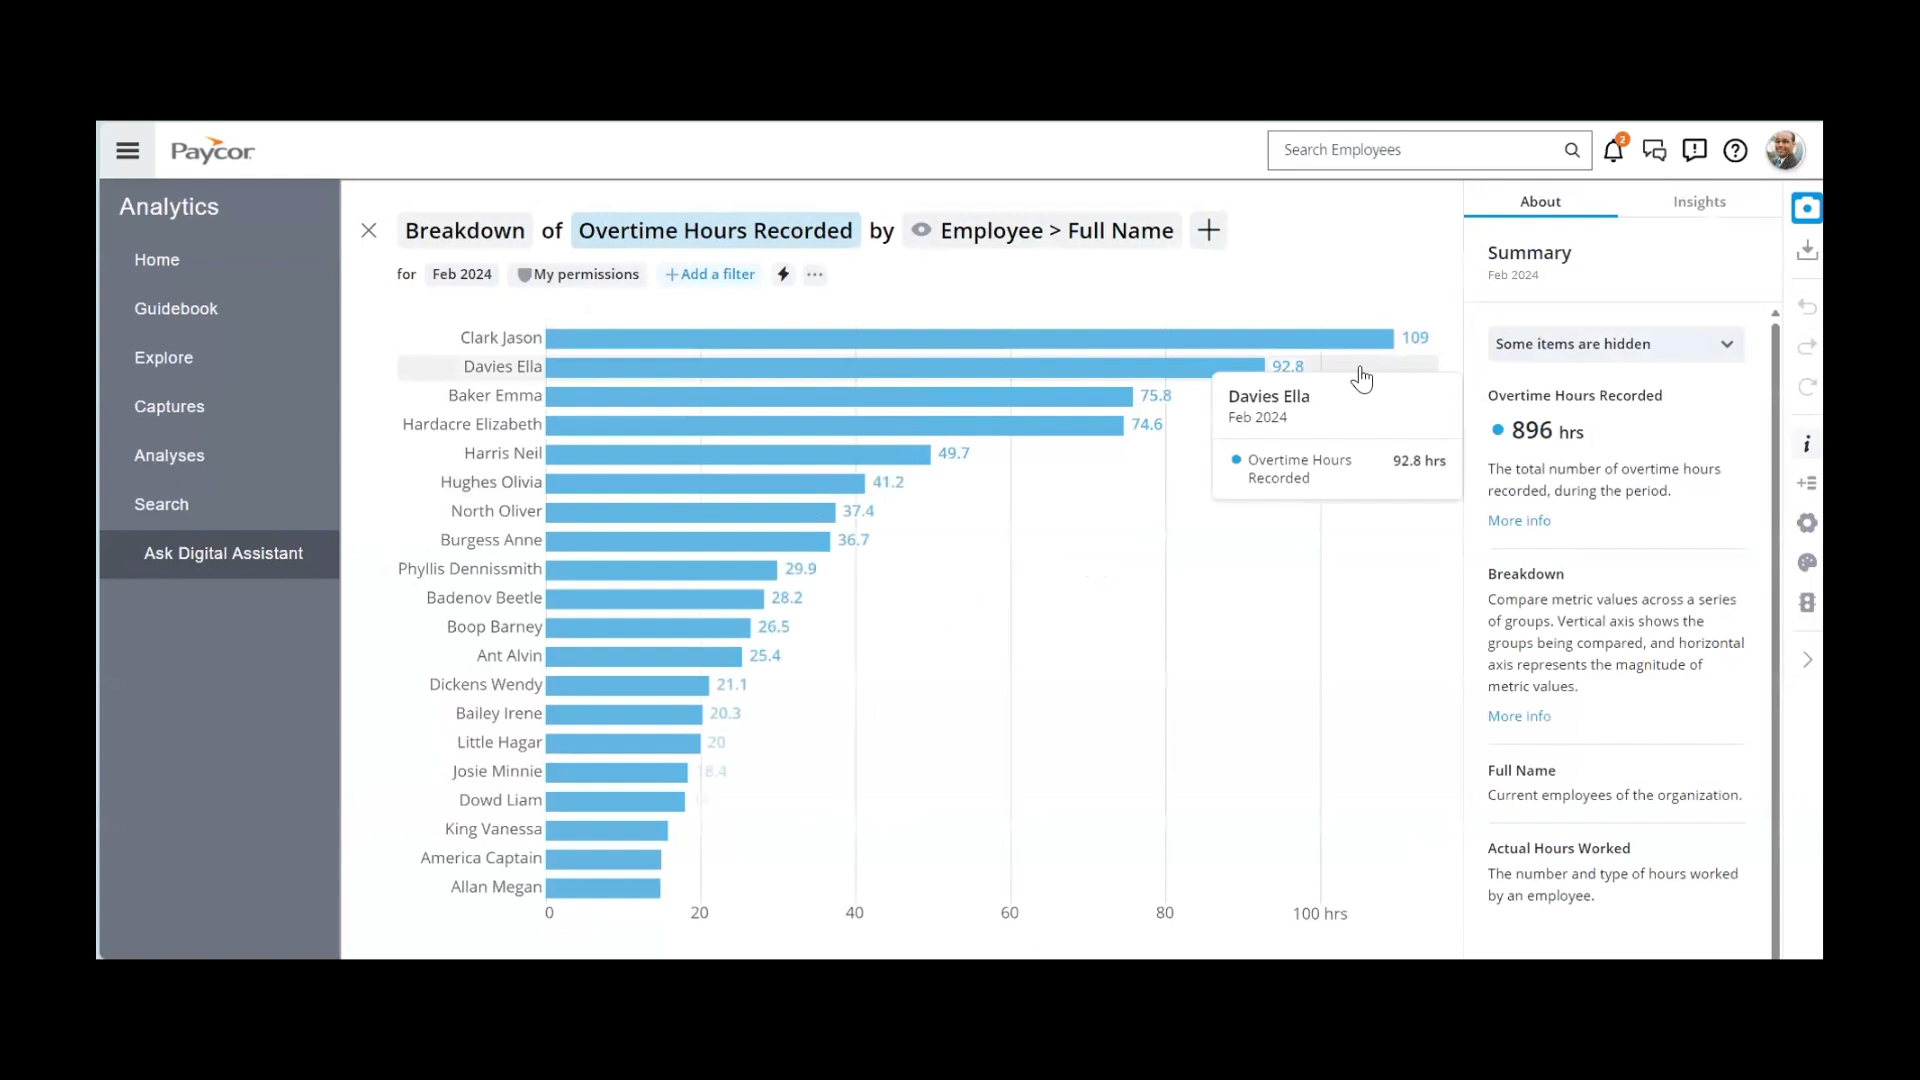 Paycor
Search Employees
2
Analytics
Home
Guidebook
Explore
Captures
Analyses
Search
Ask Digital Assistant
Breakdown of Overtime Hours Recorded by Employee > Full Name +
for Feb 2024 My permissions +Add a filter ...
Clark Jason 109
Davies Ella 92.8
Baker Emma 75.8
Hardacre Elizabeth 74.6
Harris Neil 49.7
Hughes Olivia 41.2
North Oliver 37.4
Burgess Anne 36.7
Phyllis Dennissmith 29.9
Badenov Beetle 28.2
Boop Barney 26.5
Ant Alvin 25.4
Dickens Wendy 21.1
Bailey Irene 20.3
Little Hagar 20
Josie Minnie
Dowd Liam
King Vanessa
America Captain
Allan Megan
0 20 40 60 80 100 hrs
Davies Ella
Feb 2024
Overtime Hours 92.8 hrs
Recorded
About Insights
Summary
Feb 2024
Some items are hidden
Overtime Hours Recorded
896 hrs
The total number of overtime hours
recorded, during the period.
More info
Breakdown
Compare metric values across a series
of groups. Vertical axis shows the
groups being compared, and horizontal
axis represents the magnitude of
metric values.
More info
Full Name
Current employees of the organization.
Actual Hours Worked
The number and type of hours worked
by an employee.